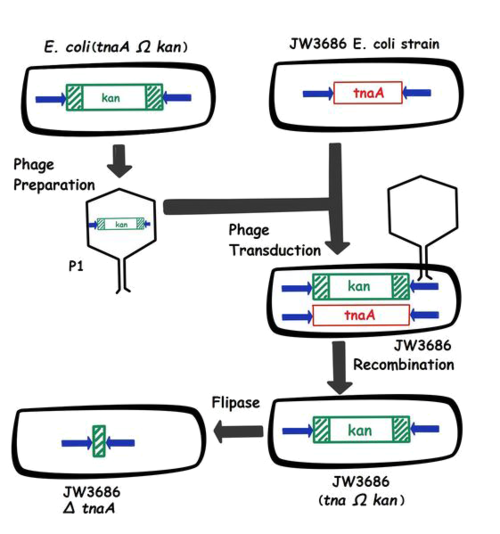 E. coli(tnaA Ω kan)
JW3686 E. coli strain
kan
tnaA
Phage
Preparation
kan
P1
Phage
Transduction
kan
tnaA
JW3686
Recombination
Flipase
kan
JW3686
(tna Ω kan)
JW3686
Δ tnaA